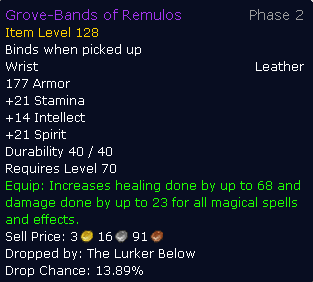 Grove-Bands of Remulos Phase 2
Item Level 128
Binds when picked up
Wrist Leather
177 Armor
+21 Stamina
+14 Intellect
+21 Spirit
Durability 40 / 40
Requires Level 70
Equip: Increases healing done by up to 68 and
damage done by up to 23 for all magical spells
and effects.
Sell Price: 3 16 91
Dropped by: The Lurker Below
Drop Chance: 13.89%